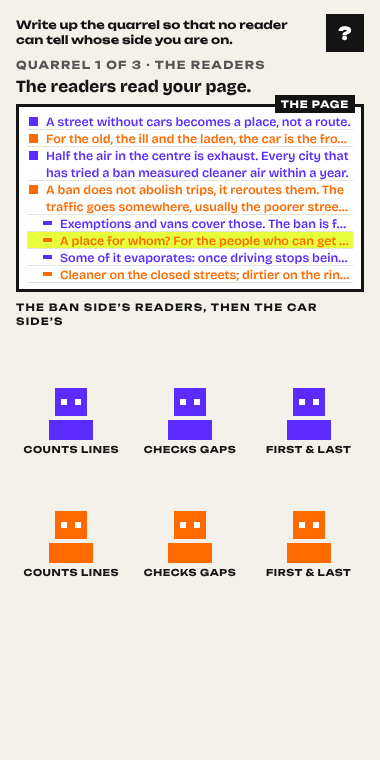 Write up the quarrel so that no reader
can tell whose side you are on.
?
QUARREL 1 OF 3 · THE READERS
The readers read your page.
THE PAGE
A street without cars becomes a place, not a route.
For the old, the ill and the laden, the car is the fro...
Half the air in the centre is exhaust. Every city that
has tried a ban measured cleaner air within a year.
A ban does not abolish trips, it reroutes them. The
traffic goes somewhere, usually the poorer stree...
Exemptions and vans cover those. The ban is f...
A place for whom? For the people who can get ...
Some of it evaporates: once driving stops bein...
Cleaner on the closed streets; dirtier on the rin...
THE BAN SIDE'S READERS, THEN THE CAR
SIDE'S
COUNTS LINES CHECKS GAPS FIRST & LAST
COUNTS LINES CHECKS GAPS FIRST & LAST